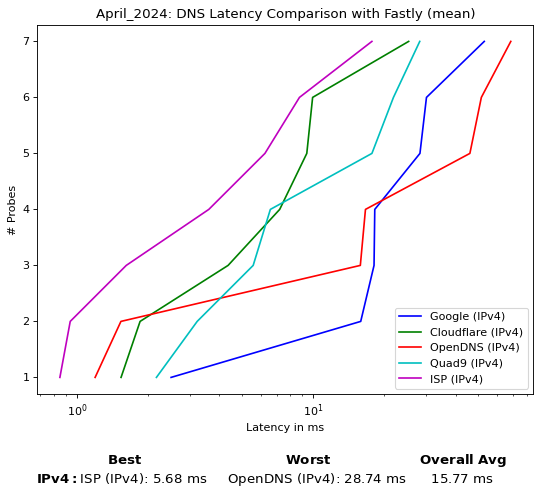 April_2024: DNS Latency Comparison with Fastly (mean)
7
6
5
4
3
2
1
# Probes
Google (IPv4)
Cloudflare (IPv4)
OpenDNS (IPv4)
Quad9 (IPv4)
ISP (IPv4)
10⁰ 10¹
Latency in ms
Best Worst Overall Avg
IPv4: ISP (IPv4): 5.68 ms OpenDNS (IPv4): 28.74 ms 15.77 ms